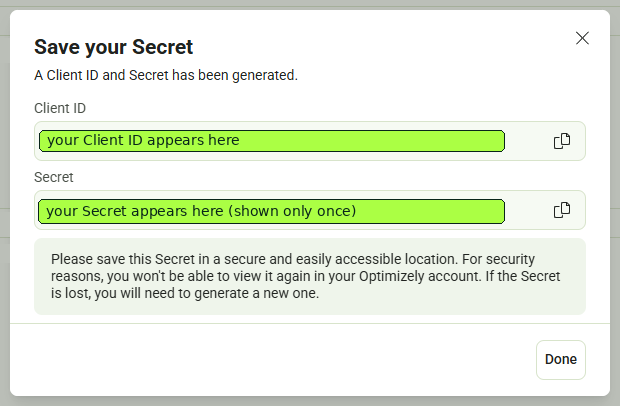 Save your Secret
A Client ID and Secret has been generated.
Client ID
your Client ID appears here
Secret
your Secret appears here (shown only once)
Please save this Secret in a secure and easily accessible location. For security
reasons, you won't be able to view it again in your Optimizely account. If the Secret
is lost, you will need to generate a new one.
Done